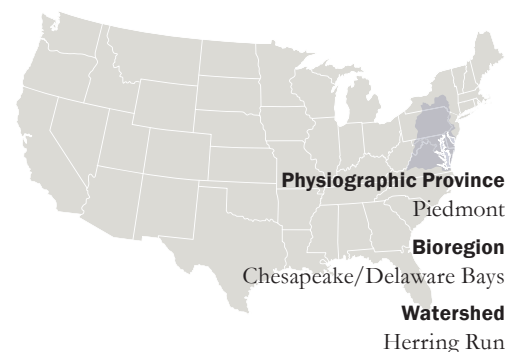 Physiographic Province
Piedmont
Bioregion
Chesapeake/Delaware Bays
Watershed
Herring Run